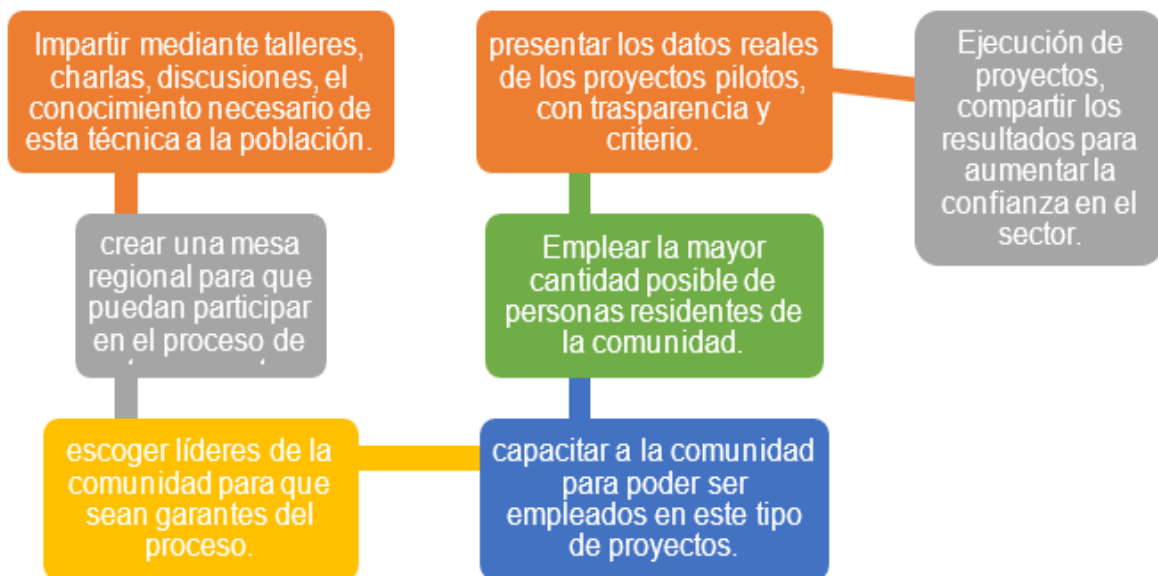 Impartir mediante talleres,
charlas, discusiones, el
conocimiento necesario de
esta técnica a la población.
crear una mesa
regional para que
puedan participar
en el proceso de
escoger líderes de la
comunidad para que
sean garantes del
proceso.
capacitar a la comunidad
para poder ser
empleados en este tipo
de proyectos.
Emplear la mayor
cantidad posible de
personas residentes de
la comunidad.
presentar los datos reales
de los proyectos pilotos,
con trasparencia y
criterio.
Ejecución de
proyectos,
compartir los
resultados para
aumentar la
confianza en el
sector.